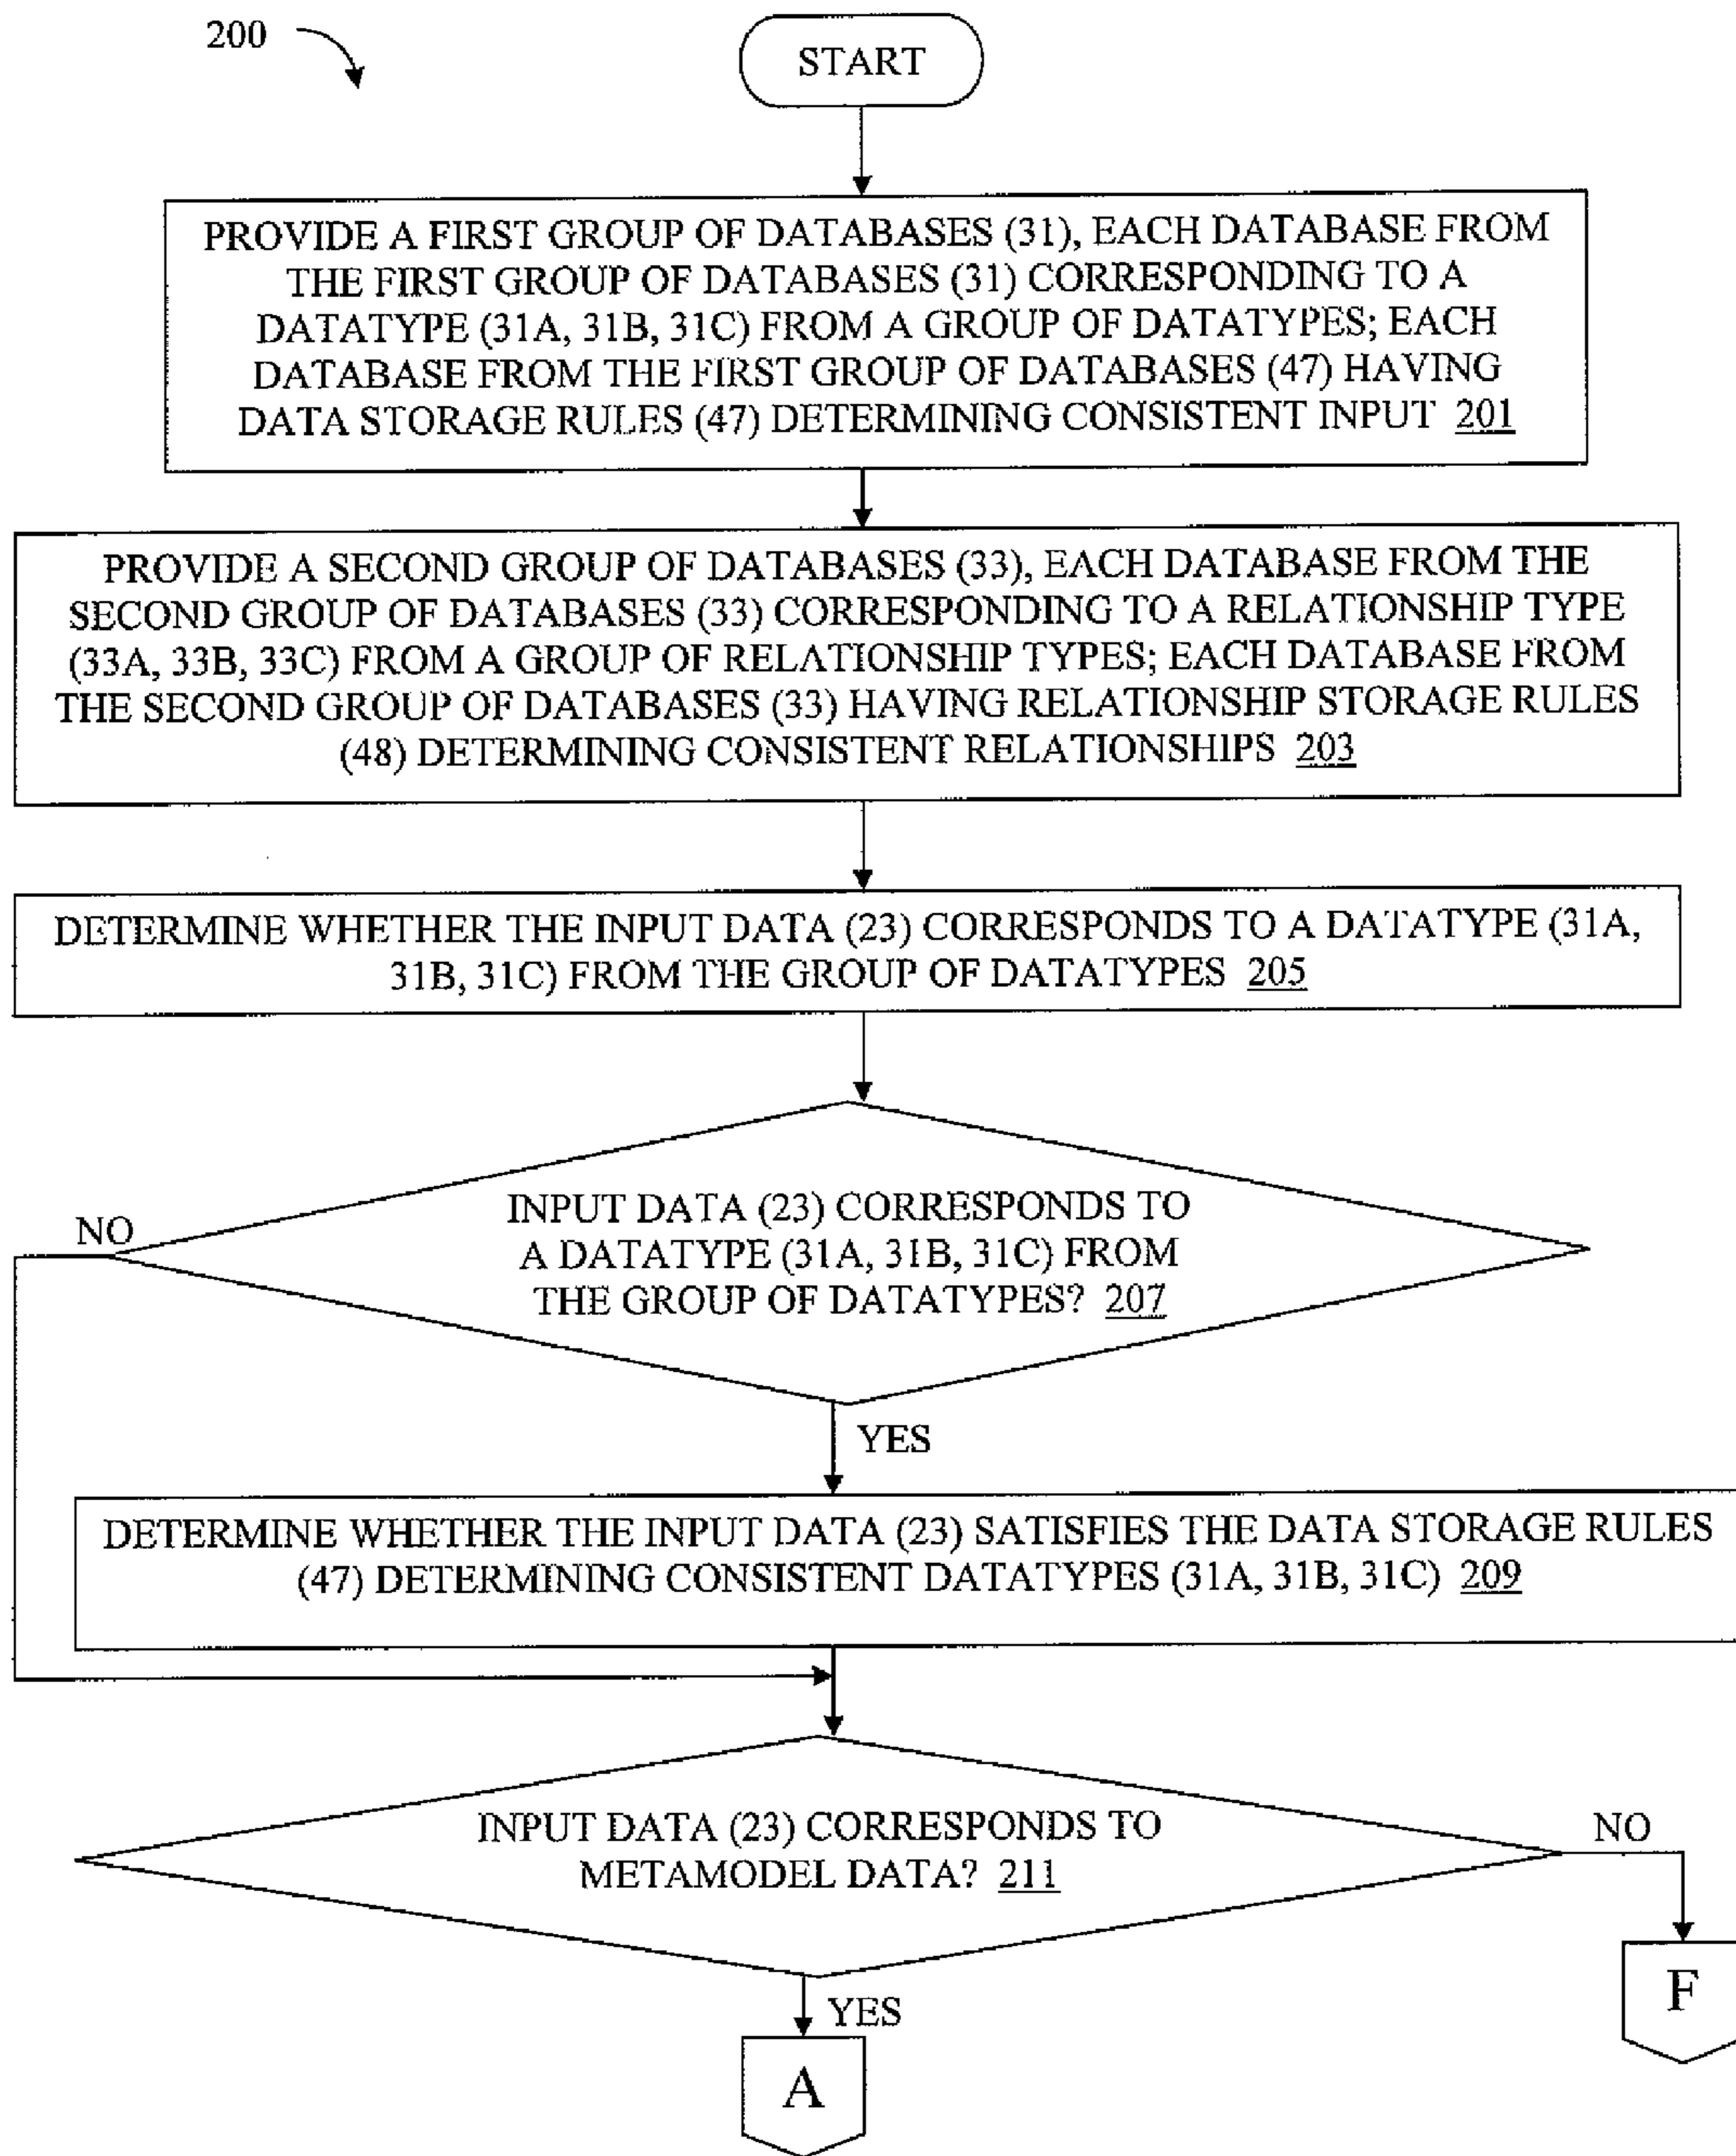 200
START
PROVIDE A FIRST GROUP OF DATABASES (31), EACH DATABASE FROM
THE FIRST GROUP OF DATABASES (31) CORRESPONDING TO A
DATATYPE (31A, 31B, 31C) FROM A GROUP OF DATATYPES; EACH
DATABASE FROM THE FIRST GROUP OF DATABASES (47) HAVING
DATA STORAGE RULES (47) DETERMINING CONSISTENT INPUT 201
PROVIDE A SECOND GROUP OF DATABASES (33), EACH DATABASE FROM THE
SECOND GROUP OF DATABASES (33) CORRESPONDING TO A RELATIONSHIP TYPE
(33A, 33B, 33C) FROM A GROUP OF RELATIONSHIP TYPES; EACH DATABASE FROM
THE SECOND GROUP OF DATABASES (33) HAVING RELATIONSHIP STORAGE RULES
(48) DETERMINING CONSISTENT RELATIONSHIPS 203
DETERMINE WHETHER THE INPUT DATA (23) CORRESPONDS TO A DATATYPE (31A,
31B, 31C) FROM THE GROUP OF DATATYPES 205
INPUT DATA (23) CORRESPONDS TO
A DATATYPE (31A, 31B, 31C) FROM
THE GROUP OF DATATYPES? 207
NO
YES
DETERMINE WHETHER THE INPUT DATA (23) SATISFIES THE DATA STORAGE RULES
(47) DETERMINING CONSISTENT DATATYPES (31A, 31B, 31C) 209
INPUT DATA (23) CORRESPONDS TO
METAMODEL DATA? 211
NO
F
YES
A